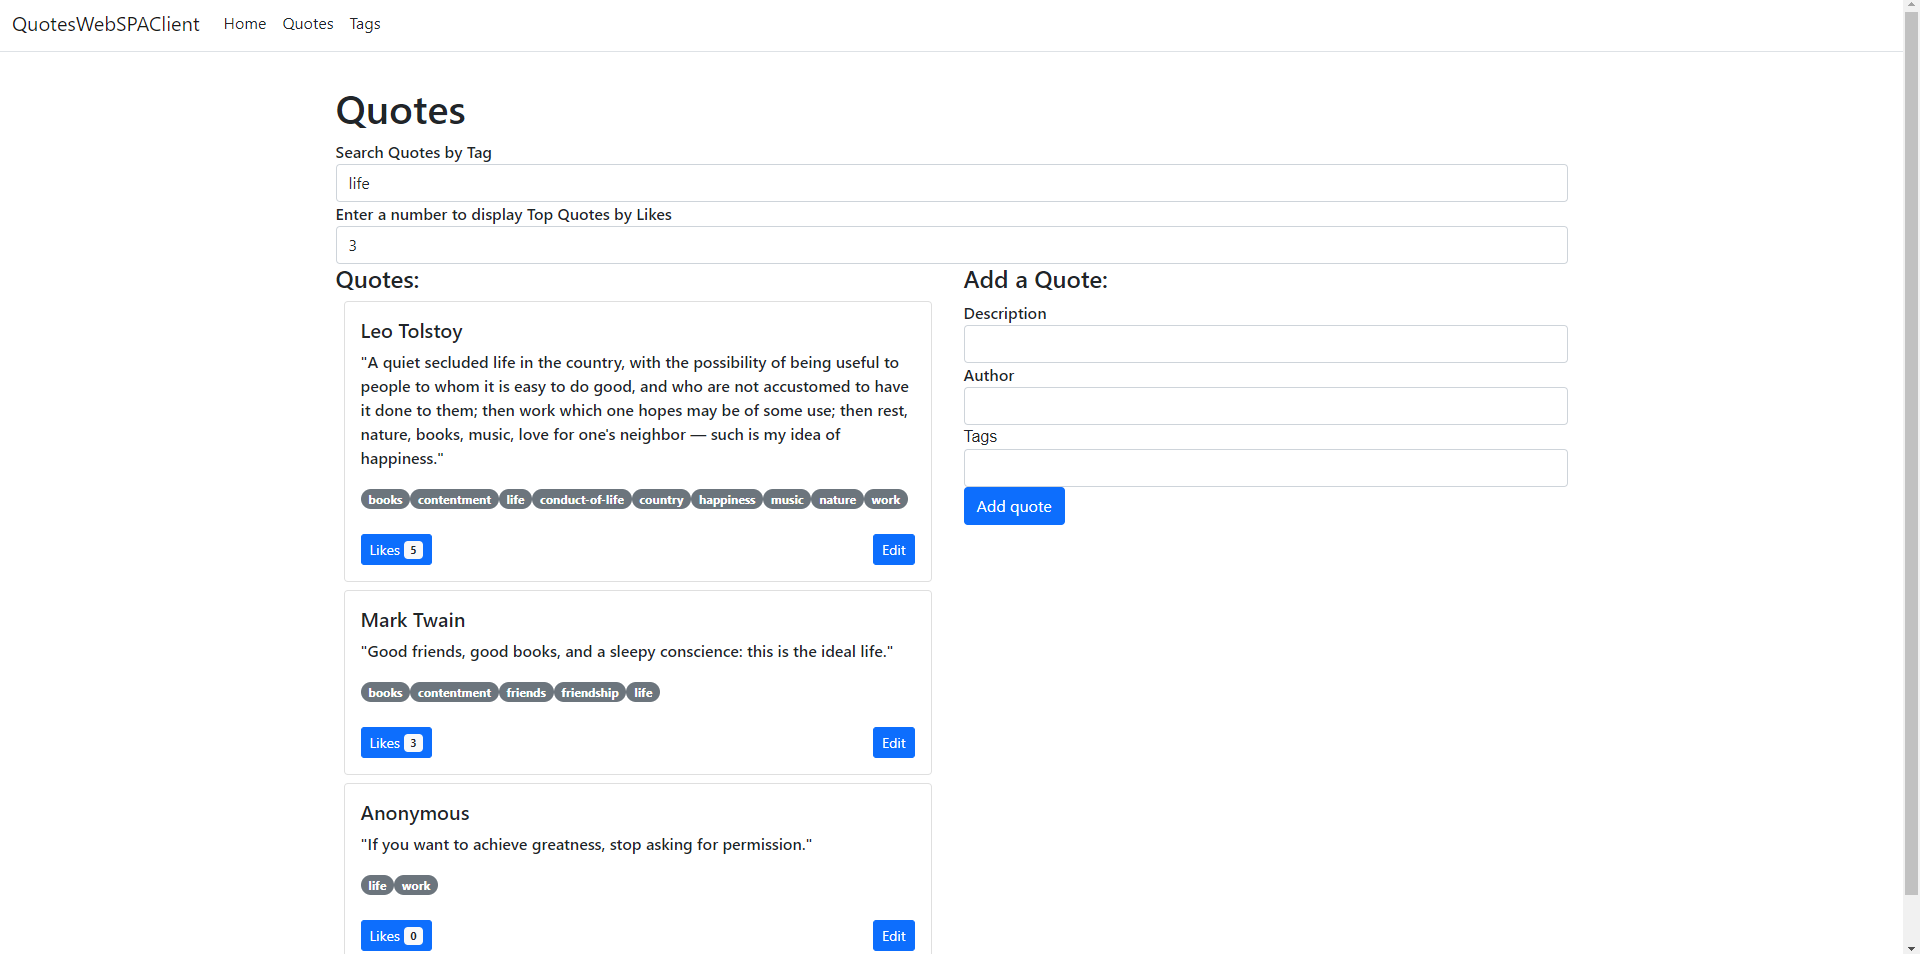 QuotesWebSPAClient Home Quotes Tags
Quotes
Search Quotes by Tag
life
Enter a number to display Top Quotes by Likes
3
Quotes:
Leo Tolstoy
"A quiet secluded life in the country, with the possibility of being useful to
people to whom it is easy to do good, and who are not accustomed to have
it done to them; then work which one hopes may be of some use; then rest,
nature, books, music, love for one's neighbor — such is my idea of
happiness."
books contentment life conduct-of-life country happiness music nature work
Likes 5 Edit
Mark Twain
"Good friends, good books, and a sleepy conscience: this is the ideal life."
books contentment friends friendship life
Likes 3 Edit
Anonymous
"If you want to achieve greatness, stop asking for permission."
life work
Likes 0 Edit
Add a Quote:
Description
Author
Tags
Add quote